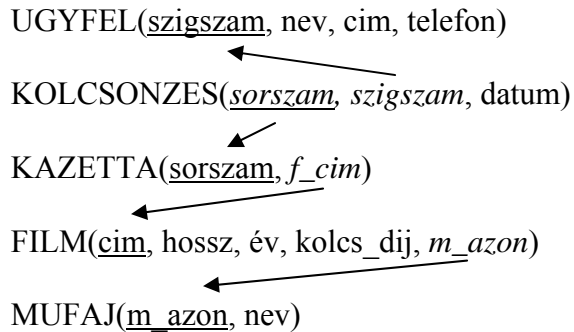 UGYFEL(szigszam, nev, cim, telefon)
KOLCSONZES(sorszam, szigszam, datum)
KAZETTA(sorszam, f_cim)
FILM(cim, hossz, év, kolcs_dij, m_azon)
MUFAJ(m_azon, nev)